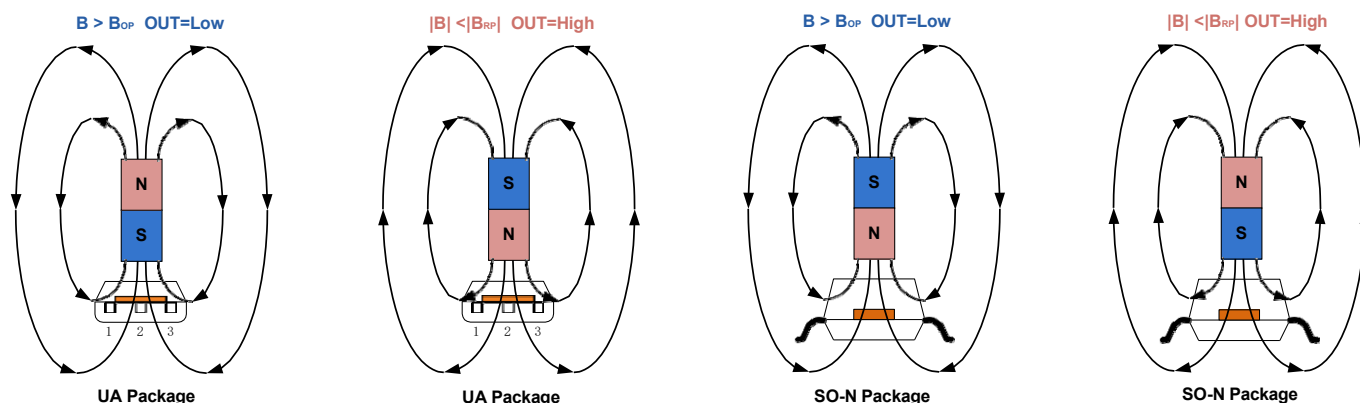 B > BOP OUT=Low
|B| <|BRP| OUT=High
B > BOP OUT=Low
|B| <|BRP| OUT=High
N
S
S
N
S
N
N
S
1 2 3
1 2 3
UA Package
UA Package
SO-N Package
SO-N Package